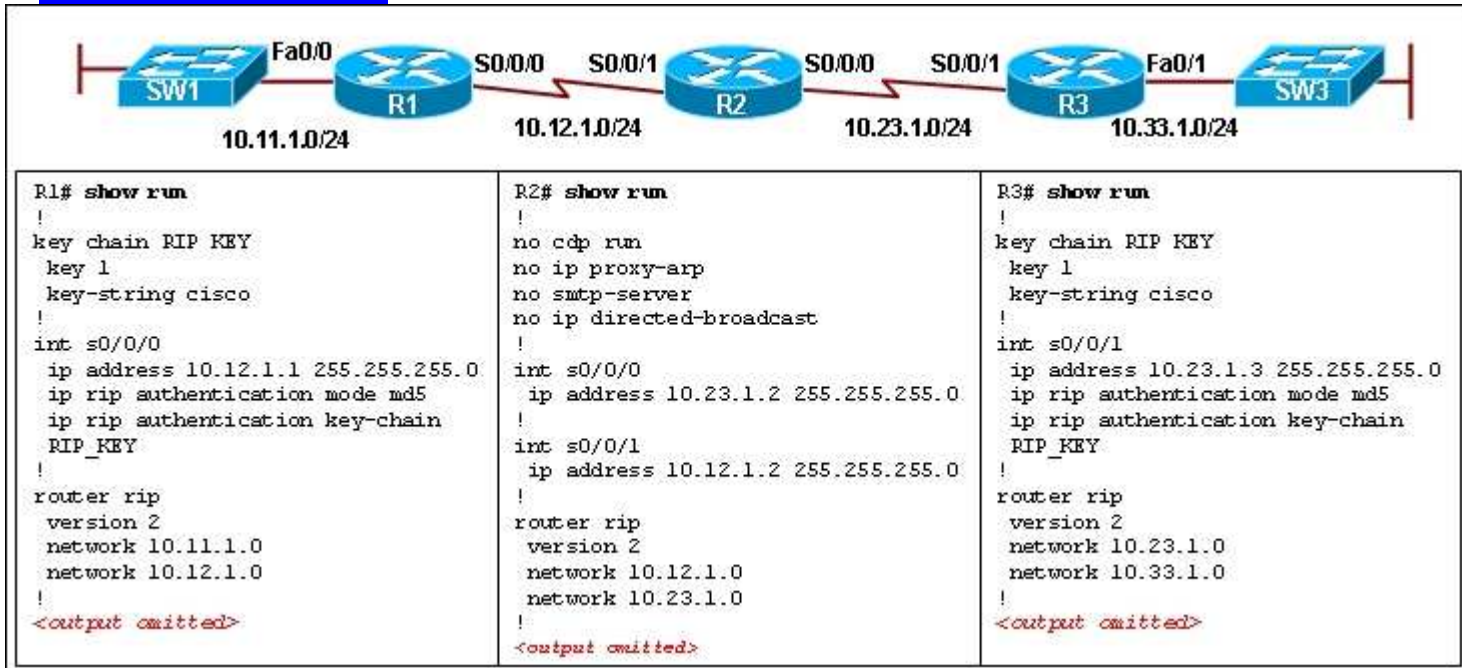 Fa0/0
S0/0/0
S0/0/1
S0/0/0
S0/0/1
Fa0/1
SW1
R1
R2
R3
SW3
10.11.1.0/24
10.12.1.0/24
10.23.1.0/24
10.33.1.0/24
R1# show run
!
key chain RIP KEY
key 1
key-string cisco
!
int s0/0/0
ip address 10.12.1.1 255.255.255.0
ip rip authentication mode md5
ip rip authentication key-chain
RIP_KEY
!
router rip
version 2
network 10.11.1.0
network 10.12.1.0
!
<output omitted>
R2# show run
!
no cdp run
no ip proxy-arp
no smtp-server
no ip directed-broadcast
!
int s0/0/0
ip address 10.23.1.2 255.255.255.0
!
int s0/0/1
ip address 10.12.1.2 255.255.255.0
!
router rip
version 2
network 10.12.1.0
network 10.23.1.0
!
<output omitted>
R3# show run
!
key chain RIP KEY
key 1
key-string cisco
!
int s0/0/1
ip address 10.23.1.3 255.255.255.0
ip rip authentication mode md5
ip rip authentication key-chain
RIP_KEY
!
router rip
version 2
network 10.23.1.0
network 10.33.1.0
!
<output omitted>